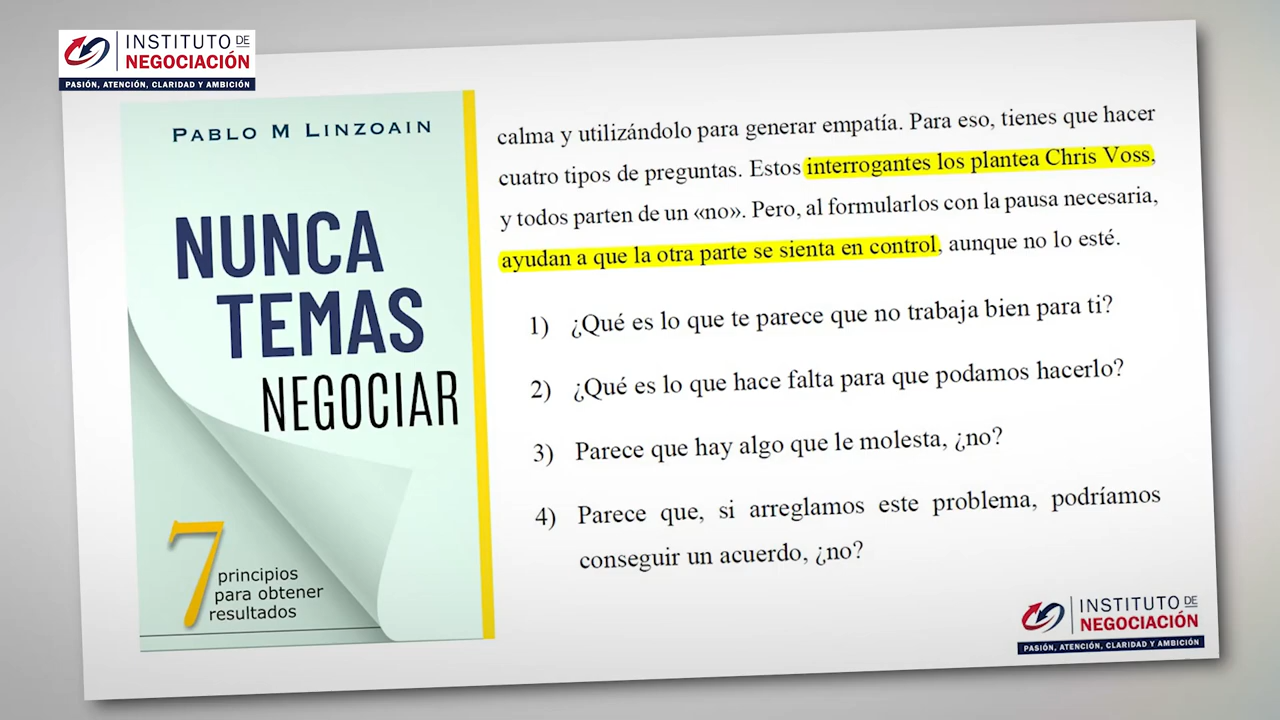 INSTITUTO DE
NEGOCIACIÓN
PASIÓN, ATENCIÓN, CLARIDAD Y AMBICIÓN
PABLO M LINZOAIN
NUNCA
TEMAS
NEGOCIAR
7
principios
para obtener
resultados
calma y utilizándolo para generar empatía. Para eso, tienes que hacer
cuatro tipos de preguntas. Estos interrogantes los plantea Chris Voss,
y todos parten de un «no». Pero, al formularlos con la pausa necesaria,
ayudan a que la otra parte se sienta en control, aunque no lo esté.
1) ¿Qué es lo que te parece que no trabaja bien para ti?
2) ¿Qué es lo que hace falta para que podamos hacerlo?
3) Parece que hay algo que le molesta, ¿no?
4) Parece que, si arreglamos este problema, podríamos
conseguir un acuerdo, ¿no?
INSTITUTO DE
NEGOCIACIÓN
PASIÓN, ATENCIÓN, CLARIDAD Y AMBICIÓN